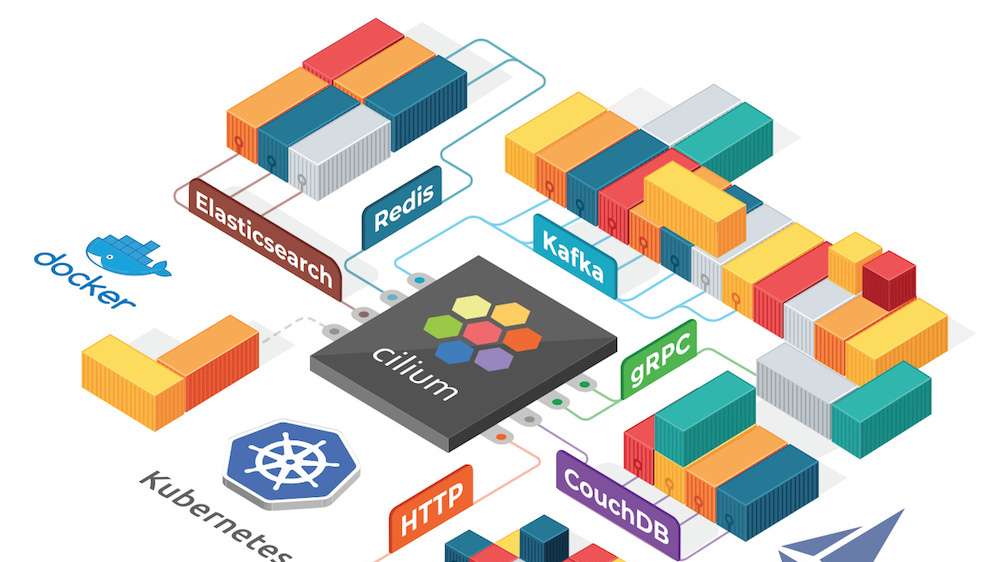 Redis
Elasticsearch
Kafka
docker
cilium
gRPC
Kubernetes
HTTP
CouchDB